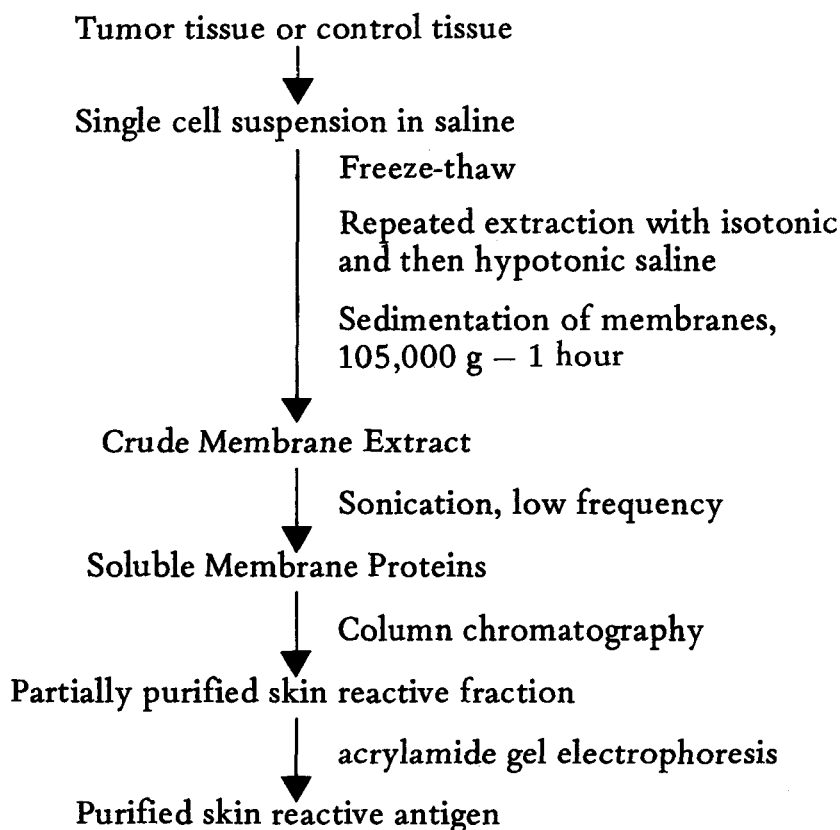 Tumor tissue or control tissue
Single cell suspension in saline
Freeze-thaw
Repeated extraction with isotonic
and then hypotonic saline
Sedimentation of membranes,
105,000 g – 1 hour
Crude Membrane Extract
Sonication, low frequency
Soluble Membrane Proteins
Column chromatography
Partially purified skin reactive fraction
acrylamide gel electrophoresis
Purified skin reactive antigen